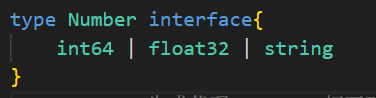 type Number interface{
    int64 | float32 | string
}